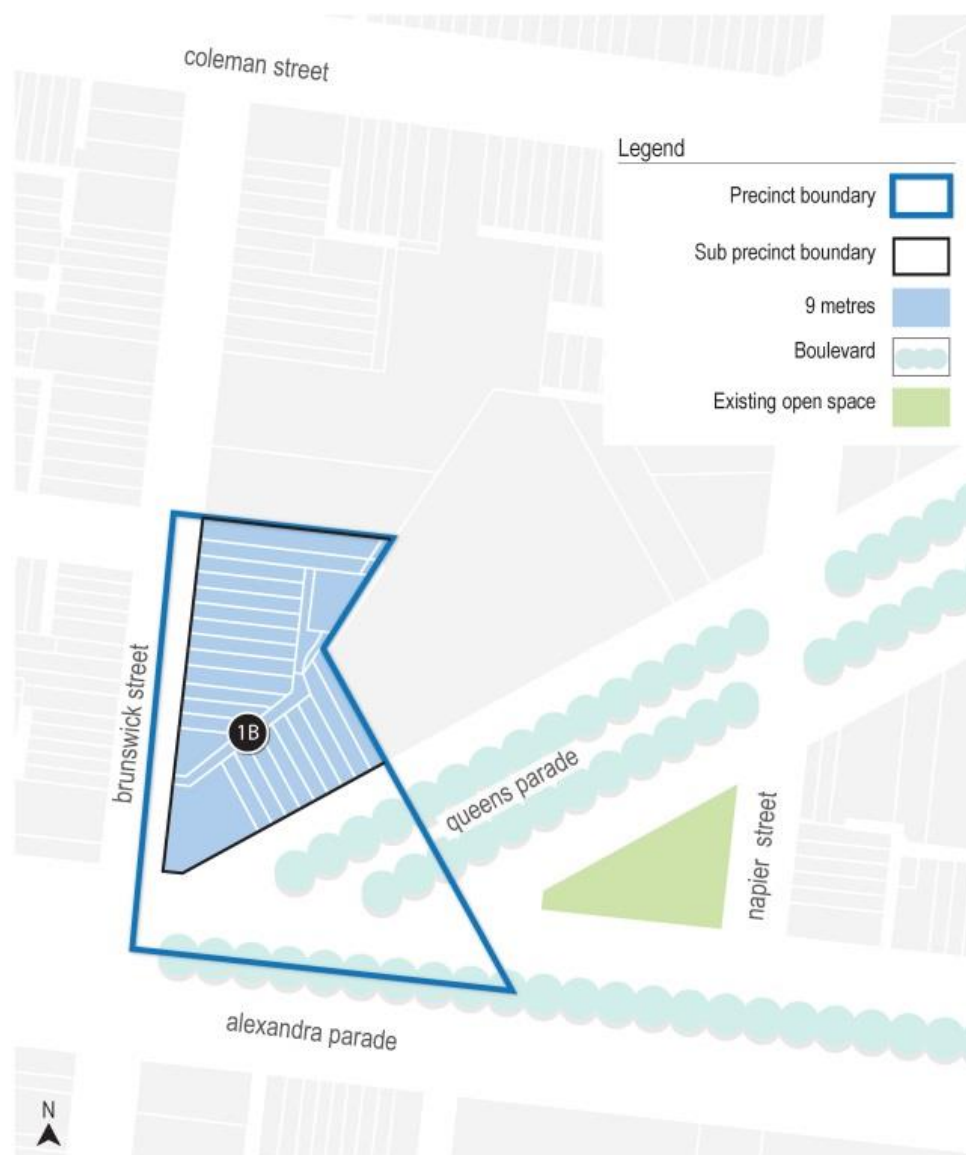 coleman street
Legend
Precinct boundary
Sub precinct boundary
9 metres
Boulevard
Existing open space
brunswick street
1B
queens parade
napier street
alexandra parade
N